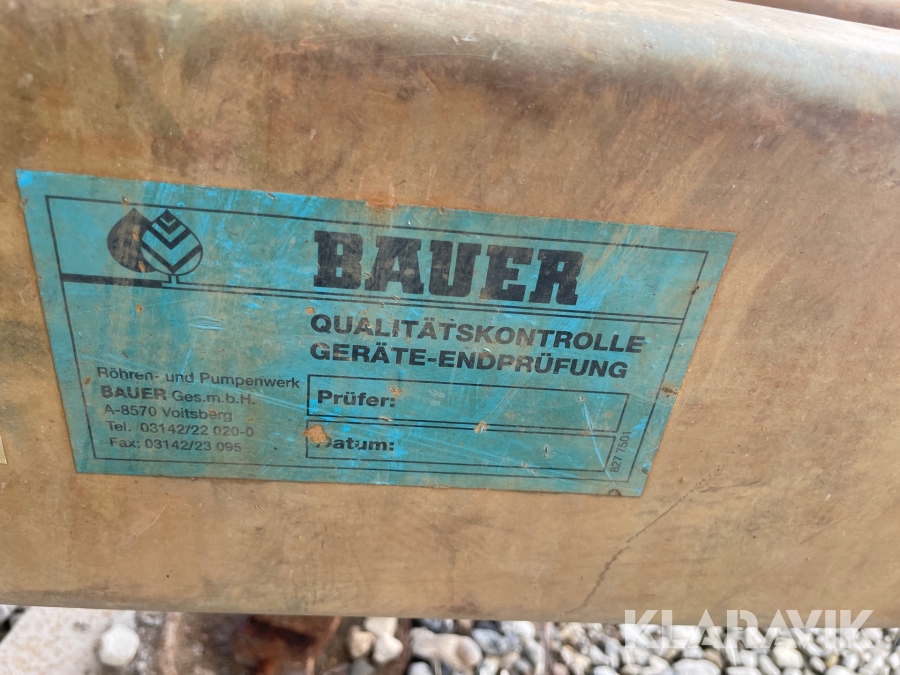 BAUER
QUALITÄTSKONTROLLE
GERÄTE-ENDPRÜFUNG
Röhren- und Pumpenwerk
BAUER Ges.m.b.H.
A-8570 Voitsberg
Tel. 03142/22 020-0
Fax: 03142/23 095
Prüfer:
Datum:
827 7501
KLARAVIK